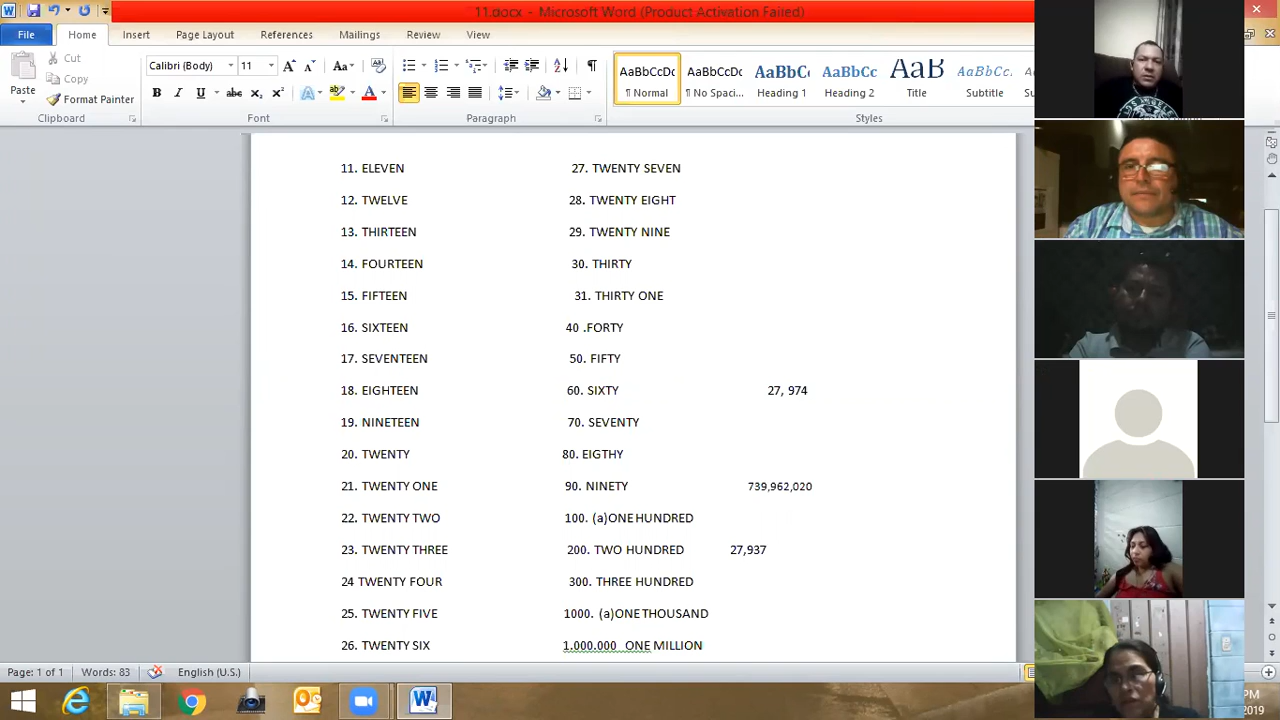 11.docx - Microsoft Word (Product Activation Failed)
File Home Insert Page Layout References Mailings Review View
Paste
Cut
Copy
Format Painter
Clipboard
Calibri (Body) 11
Font
Paragraph
AaBbCcDc AaBbCcDc AaBbC AaBbCc AaB AaBbCcD
¶ Normal ¶ No Spaci... Heading 1 Heading 2 Title Subtitle
Styles
11. ELEVEN 27. TWENTY SEVEN
12. TWELVE 28. TWENTY EIGHT
13. THIRTEEN 29. TWENTY NINE
14. FOURTEEN 30. THIRTY
15. FIFTEEN 31. THIRTY ONE
16. SIXTEEN 40 .FORTY
17. SEVENTEEN 50. FIFTY
18. EIGHTEEN 60. SIXTY 27, 974
19. NINETEEN 70. SEVENTY
20. TWENTY 80. EIGTHY
21. TWENTY ONE 90. NINETY 739,962,020
22. TWENTY TWO 100. (a)ONE HUNDRED
23. TWENTY THREE 200. TWO HUNDRED 27,937
24 TWENTY FOUR 300. THREE HUNDRED
25. TWENTY FIVE 1000. (a)ONE THOUSAND
26. TWENTY SIX 1.000.000 ONE MILLION
Page: 1 of 1 Words: 83 English (U.S.)